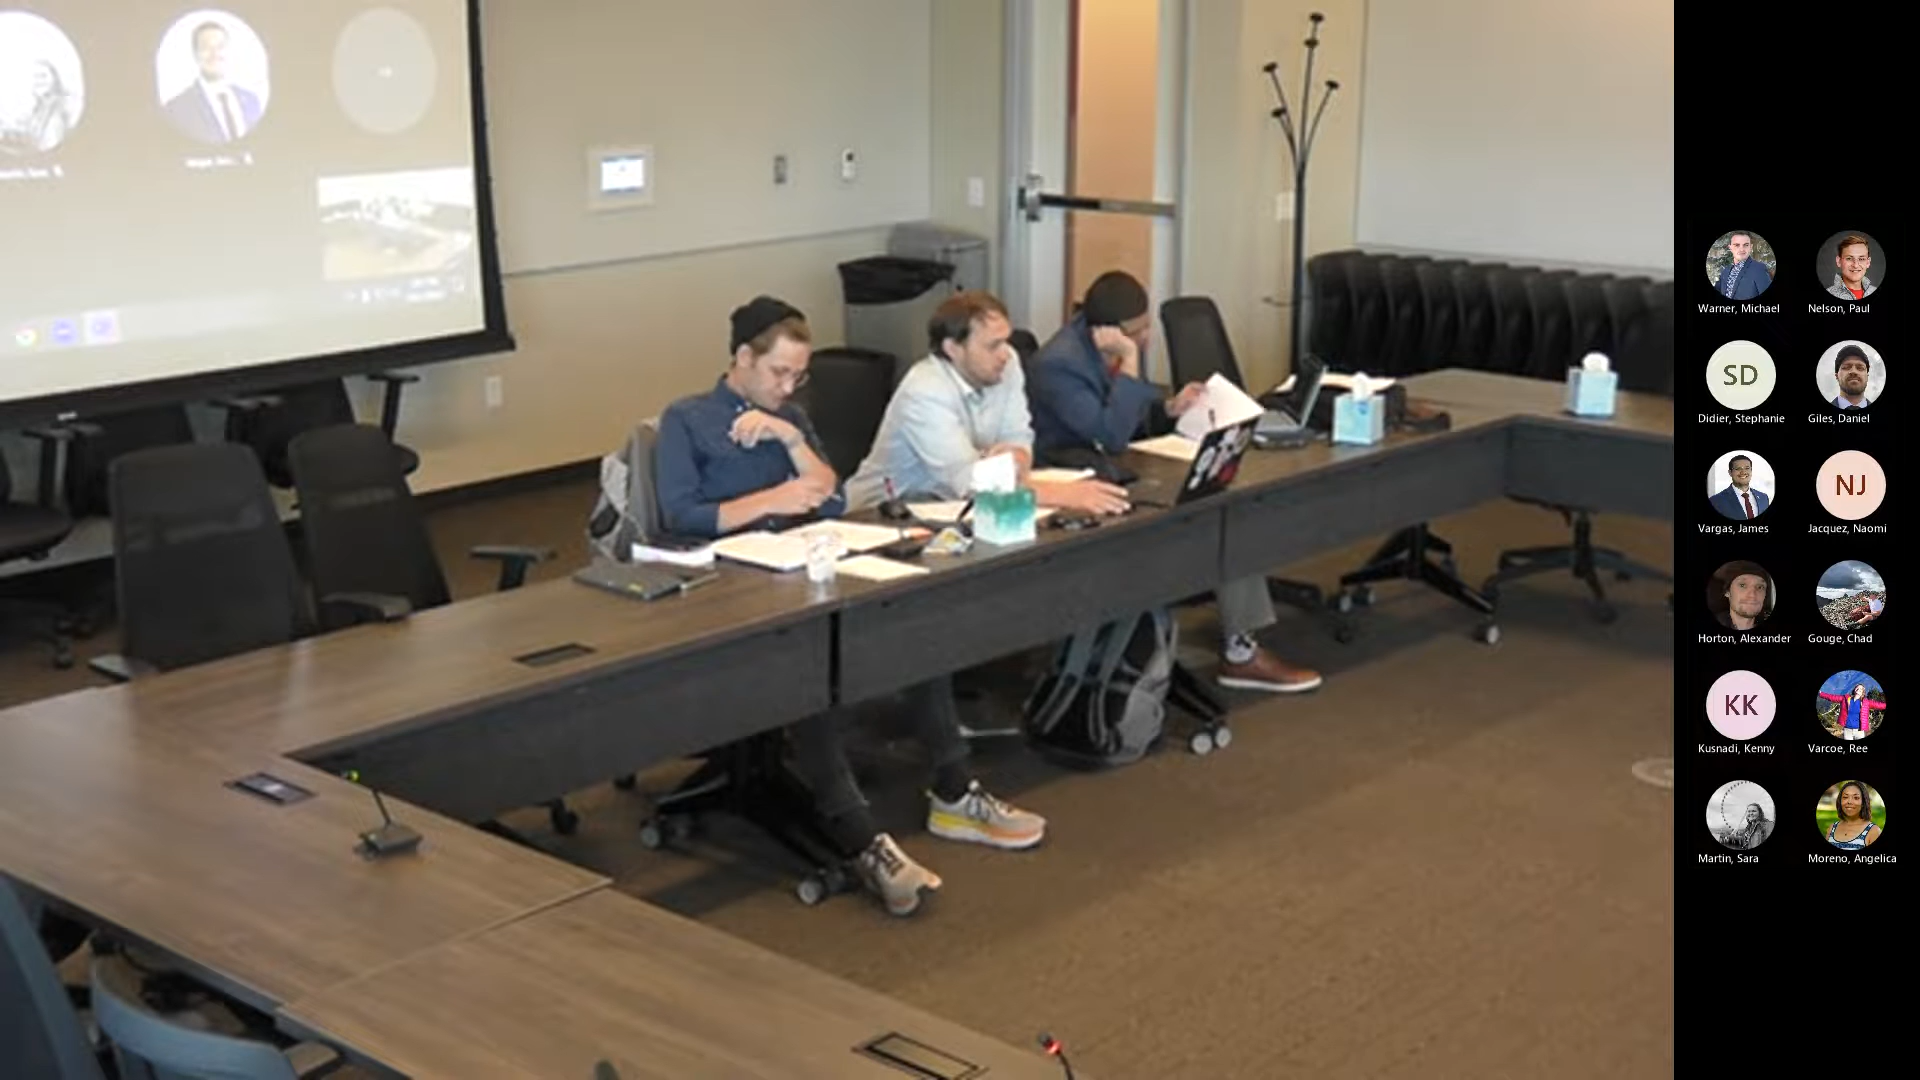 Warner, Michael
Nelson, Paul
SD
Didier, Stephanie
Giles, Daniel
Vargas, James
NJ
Jacquez, Naomi
Horton, Alexander
Gouge, Chad
KK
Kusnadi, Kenny
Varcoe, Ree
Martin, Sara
Moreno, Angelica